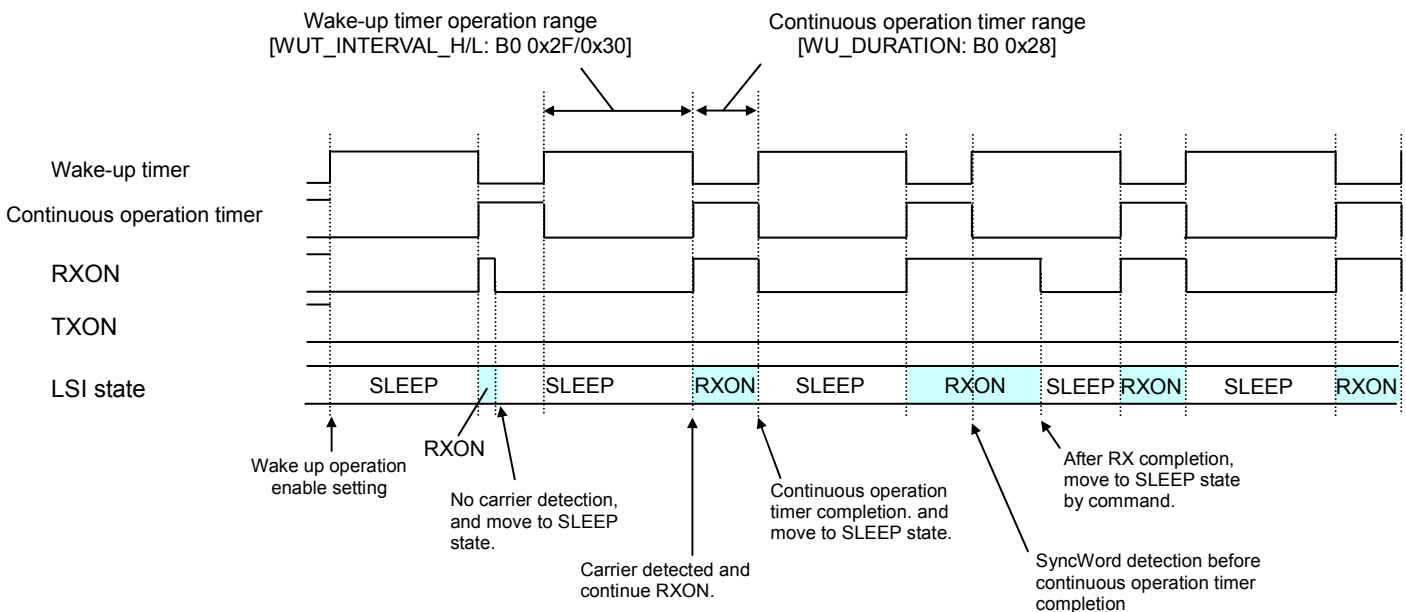 Wake-up timer operation range
[WUT_INTERVAL_H/L: B0 0x2F/0x30]
Continuous operation timer range
[WU_DURATION: B0 0x28]
Wake-up timer
Continuous operation timer
RXON
TXON
LSI state
SLEEP
SLEEP
RXON
SLEEP
RXON
SLEEP
RXON
SLEEP
RXON
RXON
Wake up operation
enable setting
No carrier detection,
and move to SLEEP
state.
Carrier detected and
continue RXON.
Continuous operation
timer completion. and
move to SLEEP state.
After RX completion,
move to SLEEP state
by command.
SyncWord detection before
continuous operation timer
completion